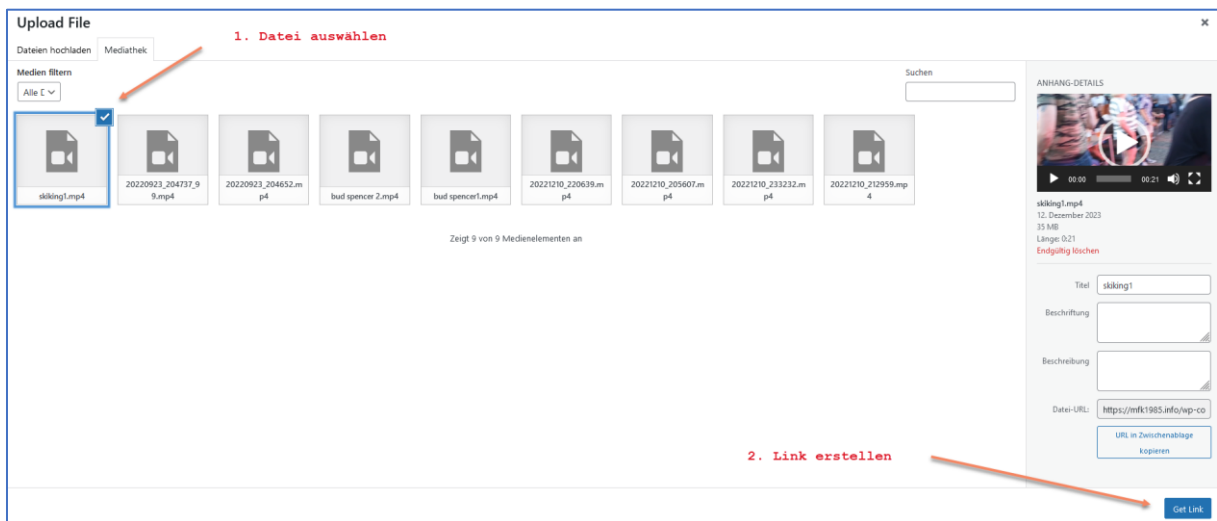 Upload File
×
1. Datei auswählen
Dateien hochladen
Mediathek
Medien filtern
Alle D
Suchen
skiking1.mp4
20220923_204737_9
9.mp4
20220923_204652.m
p4
bud spencer 2.mp4
bud spencer1.mp4
20221210_220639.m
p4
20221210_205607.m
p4
20221210_233232.m
p4
20221210_212959.mp
4
Zeigt 9 von 9 Medienelementen an
ANHANG-DETAILS
00:00
00:21
skiking1.mp4
12. Dezember 2023
35 MB
Länge: 0:21
Endgültig löschen
Titel
skiking1
Beschriftung
Beschreibung
Datei-URL:
https://mfk1985.info/wp-co
URL in Zwischenablage
kopieren
2. Link erstellen
Get Link